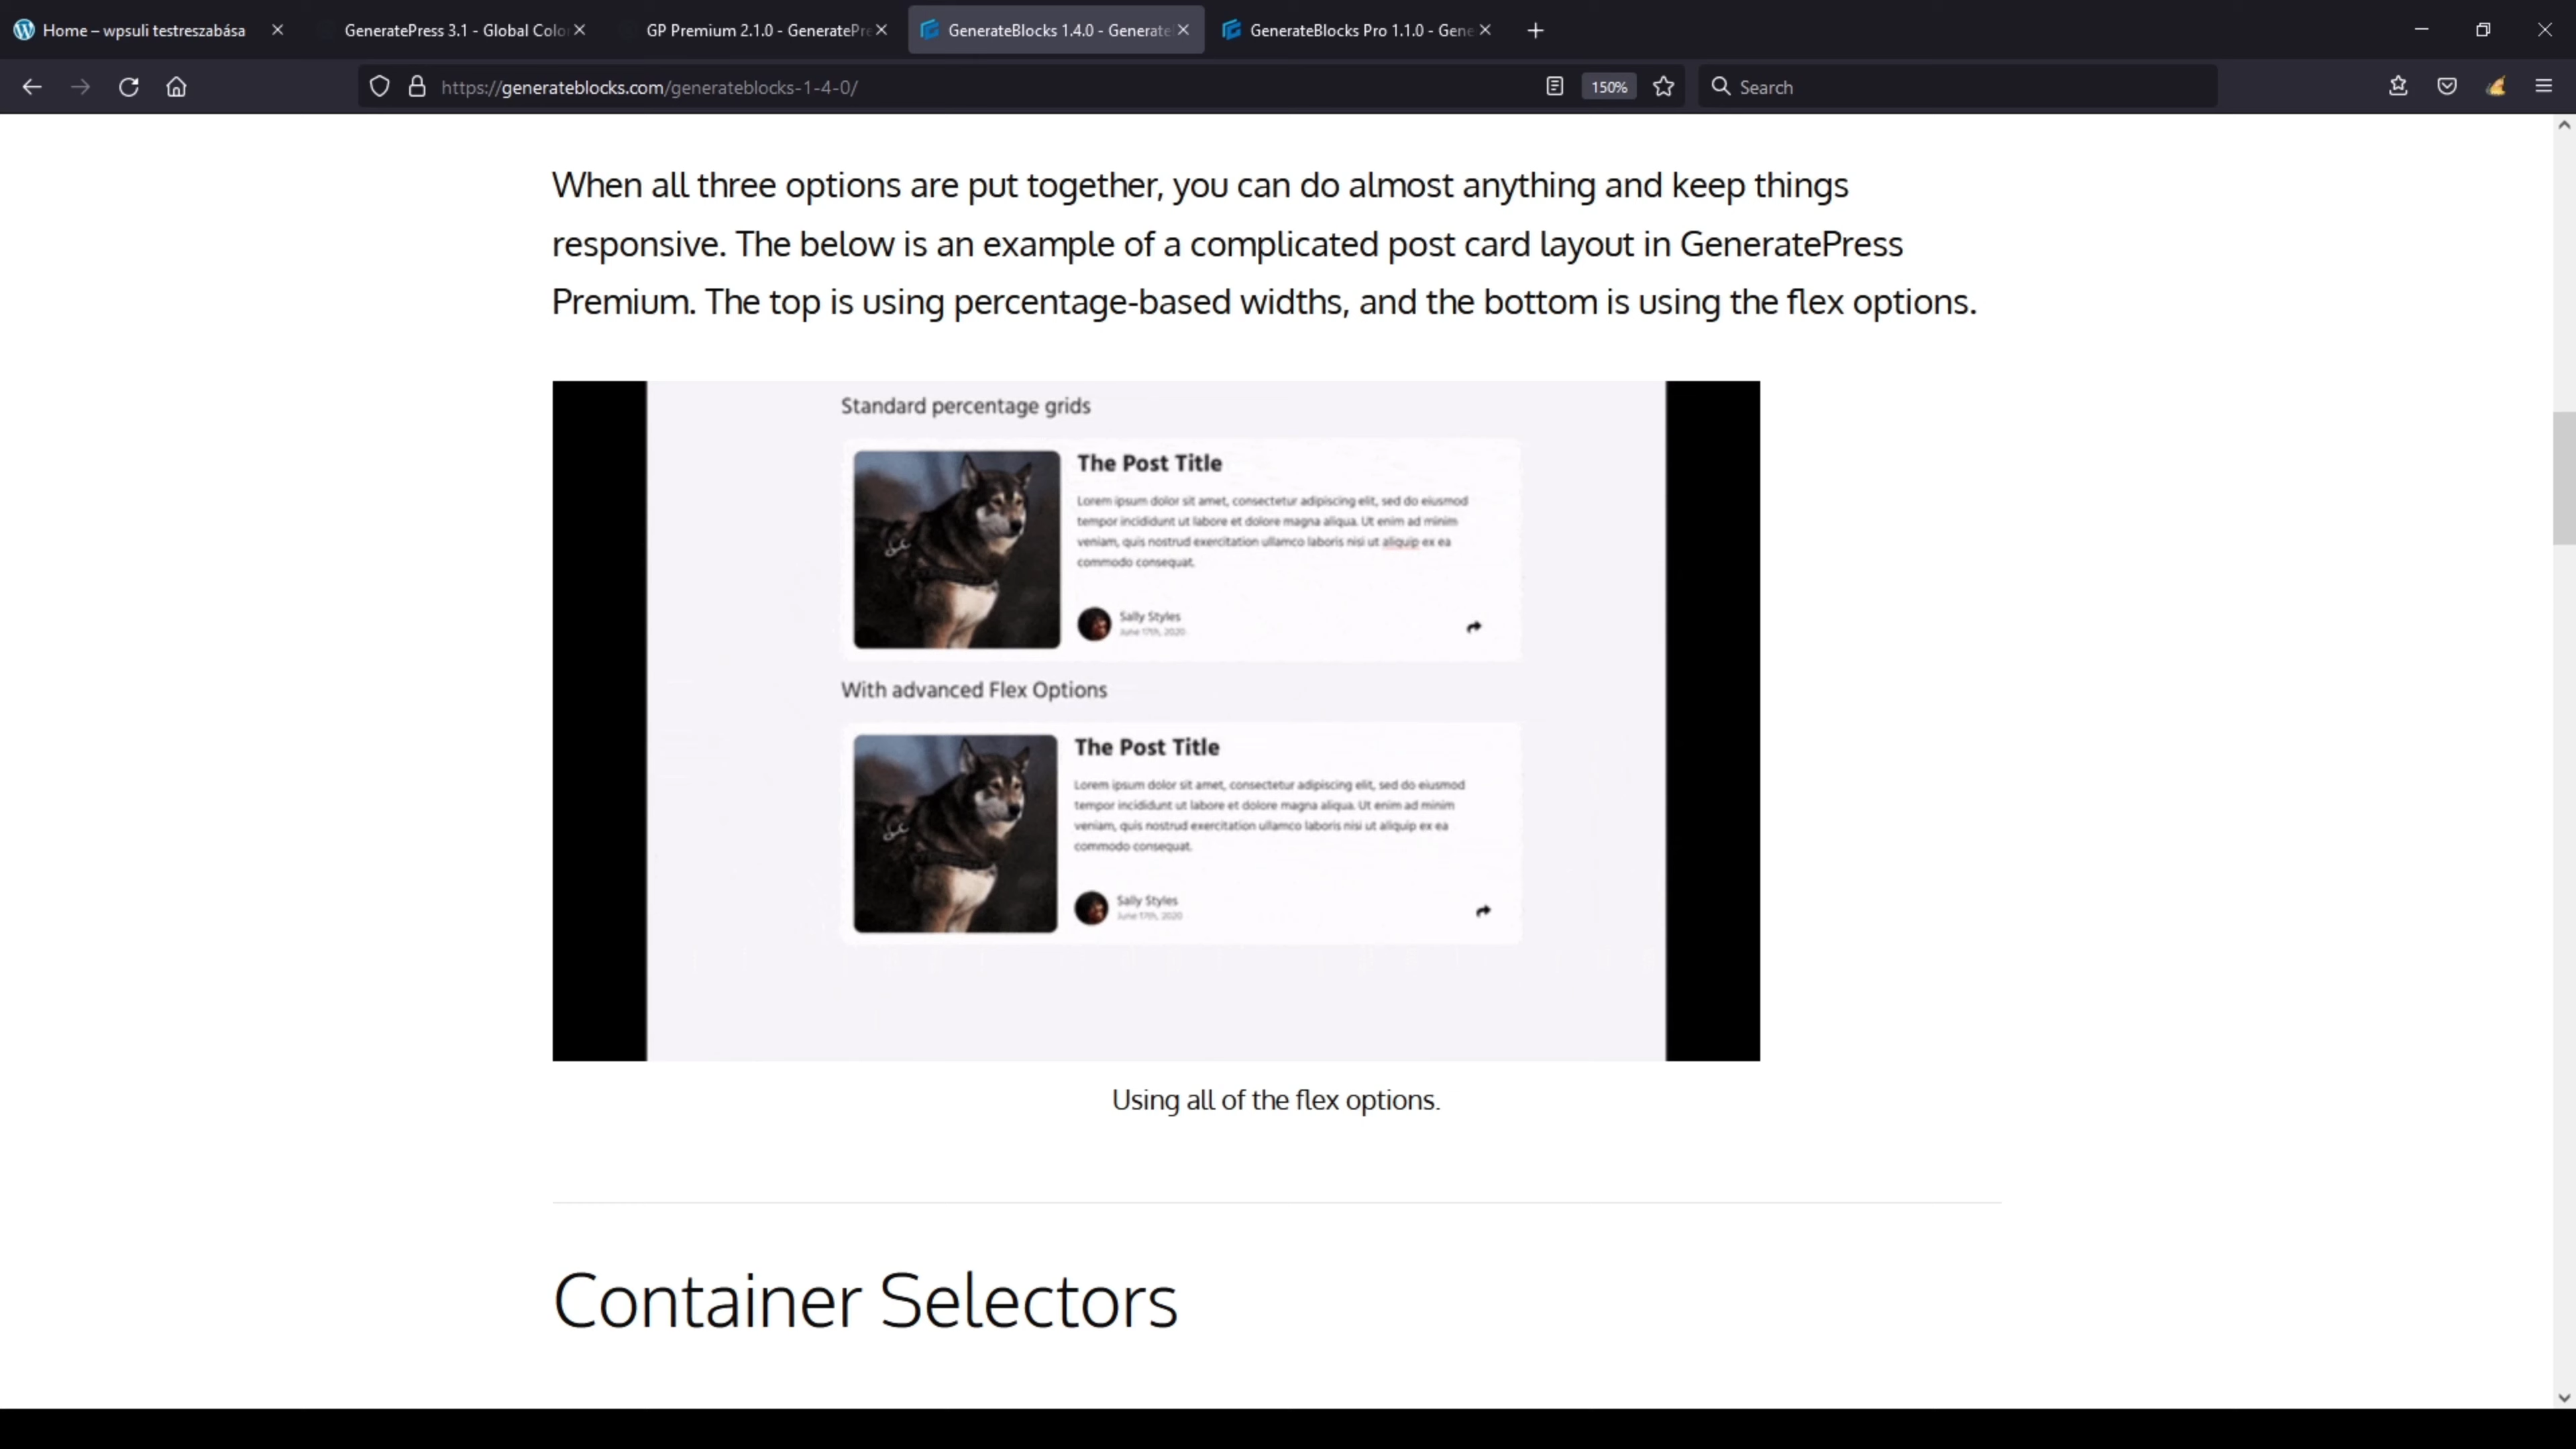 Home – wpsuli testreszabása
GeneratePress 3.1 - Global Color
GP Premium 2.1.0 - GeneratePre
GenerateBlocks 1.4.0 - Generate
GenerateBlocks Pro 1.1.0 - Gene
https://generateblocks.com/generateblocks-1-4-0/
150%
Search
When all three options are put together, you can do almost anything and keep things
responsive. The below is an example of a complicated post card layout in GeneratePress
Premium. The top is using percentage-based widths, and the bottom is using the flex options.
Standard percentage grids
The Post Title
Lorem ipsum dolor sit amet, consectetur adipiscing elit, sed do eiusmod
tempor incididunt ut labore et dolore magna aliqua. Ut enim ad minim
veniam, quis nostrud exercitation ullamco laboris nisi ut aliquip ex ea
commodo consequat.
Sally Styles
June 17th, 2020
With advanced Flex Options
The Post Title
Lorem ipsum dolor sit amet, consectetur adipiscing elit, sed do eiusmod
tempor incididunt ut labore et dolore magna aliqua. Ut enim ad minim
veniam, quis nostrud exercitation ullamco laboris nisi ut aliquip ex ea
commodo consequat.
Sally Styles
June 17th, 2020
Using all of the flex options.
Container Selectors